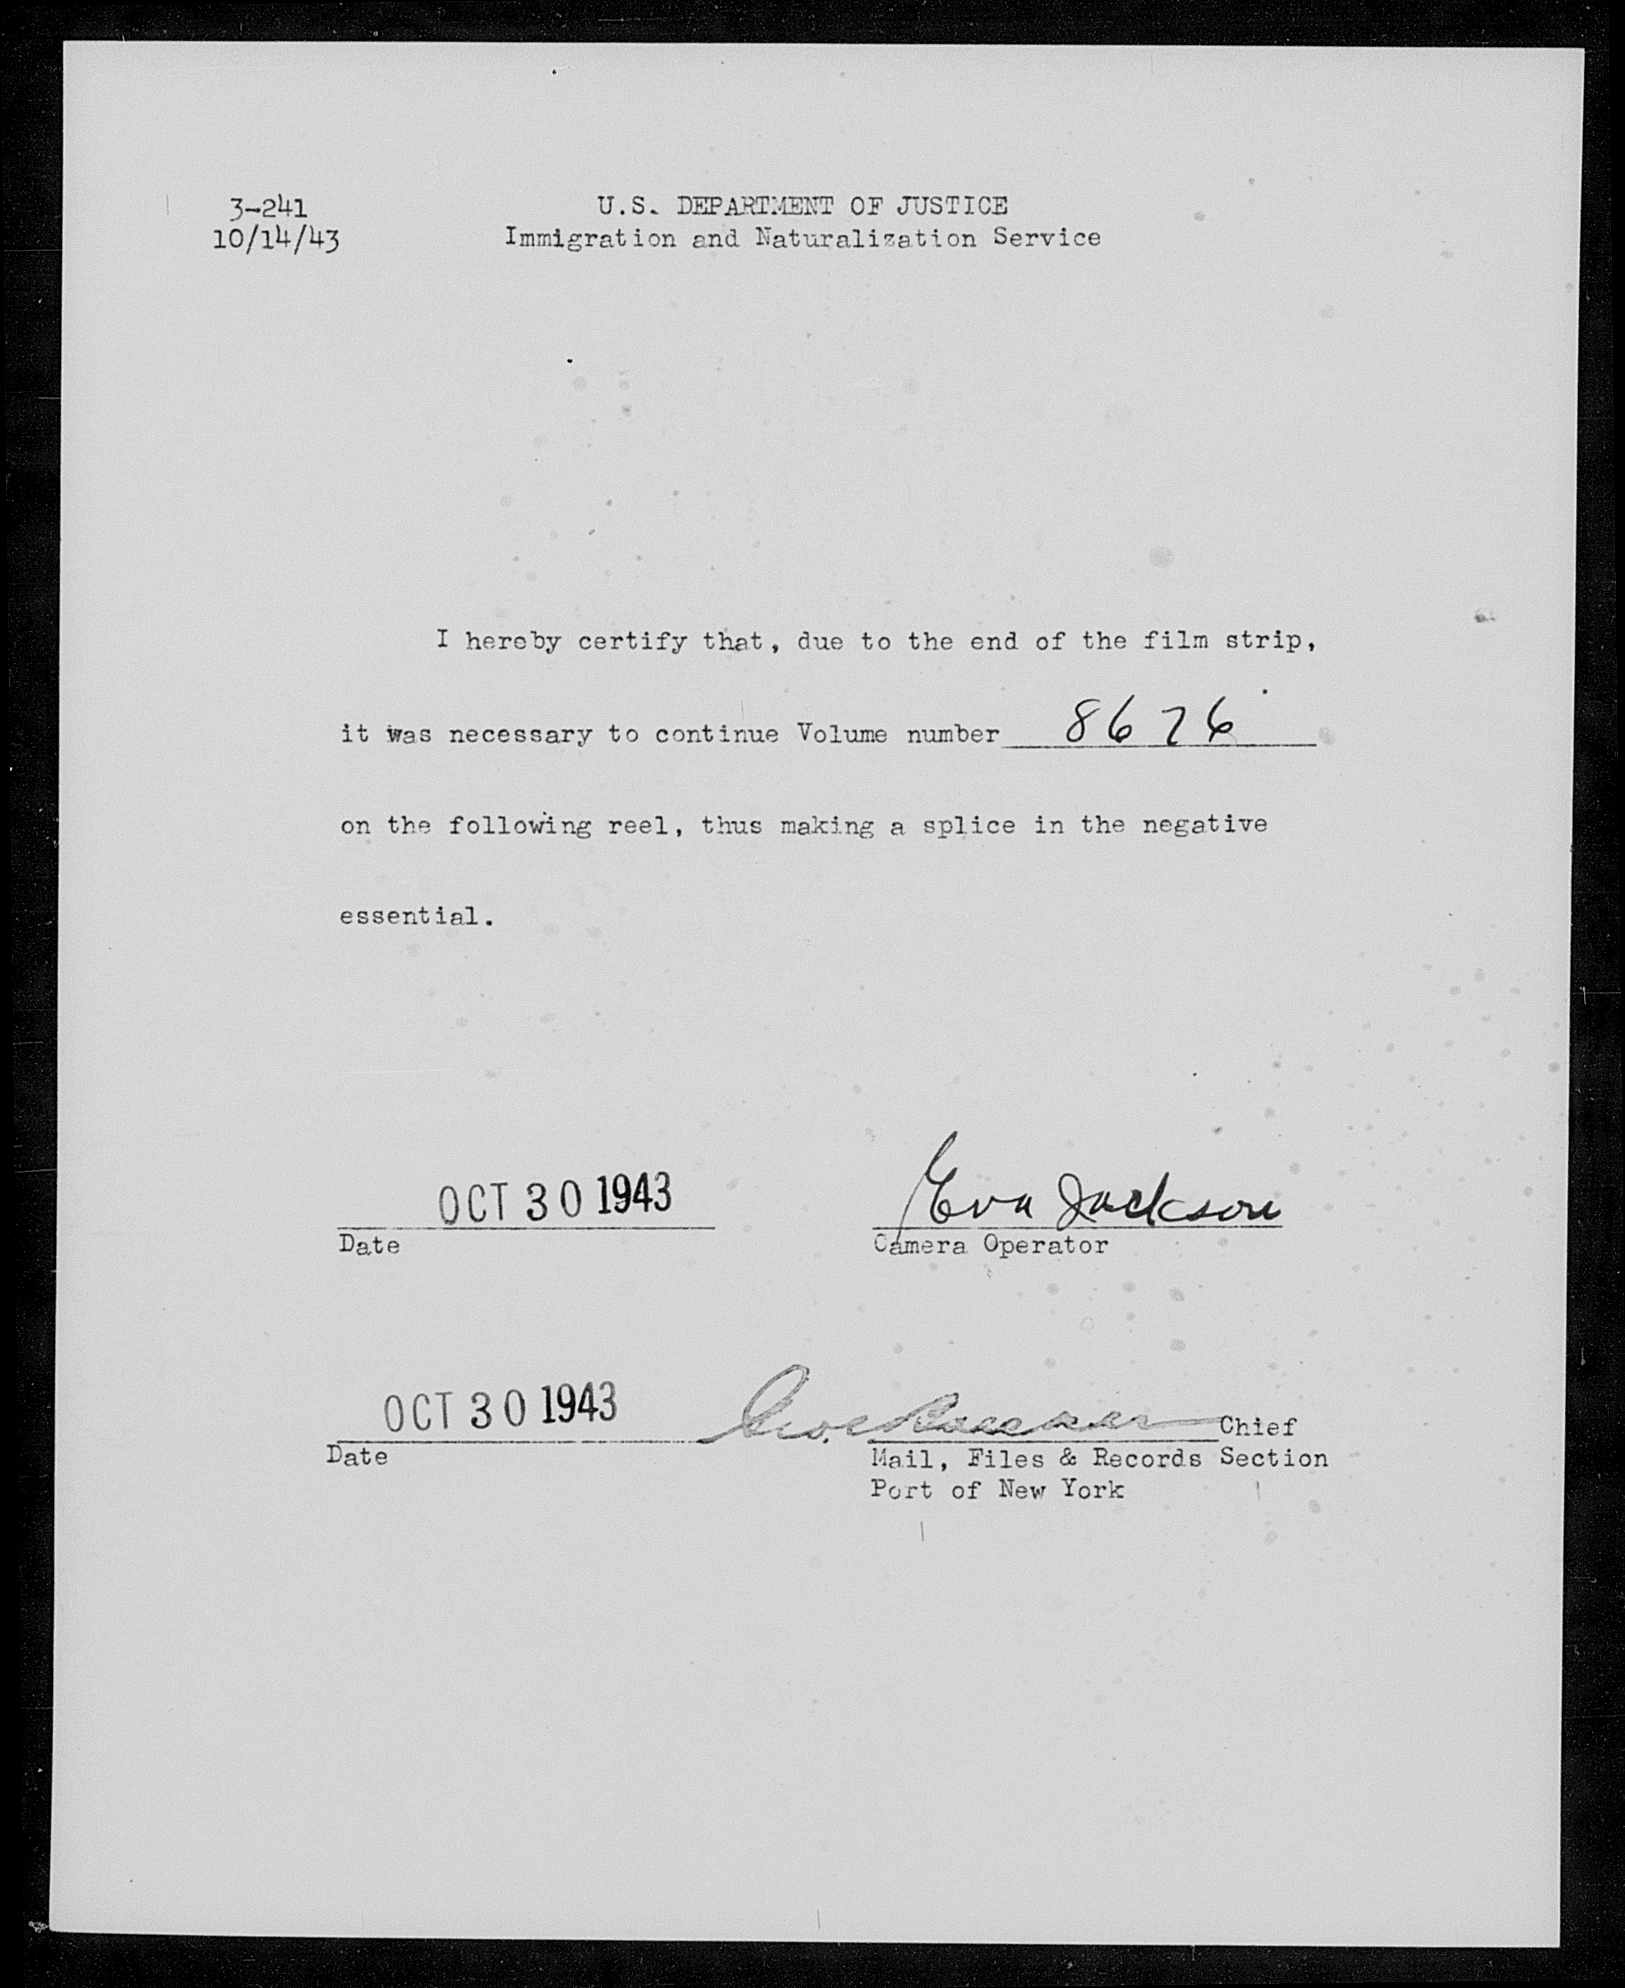 3-241
10/14/43
U.S. DEPARTMENT OF JUSTICE
Immigration and Naturalization Service
I hereby certify that, due to the end of the film strip,
it was necessary to continue Volume number 8676
on the following reel, thus making a splice in the negative
essential.
OCT 30 1943
Date
Eva Jackson
Camera Operator
OCT 30 1943
Date
Chief
Mail, Files & Records Section
Port of New York